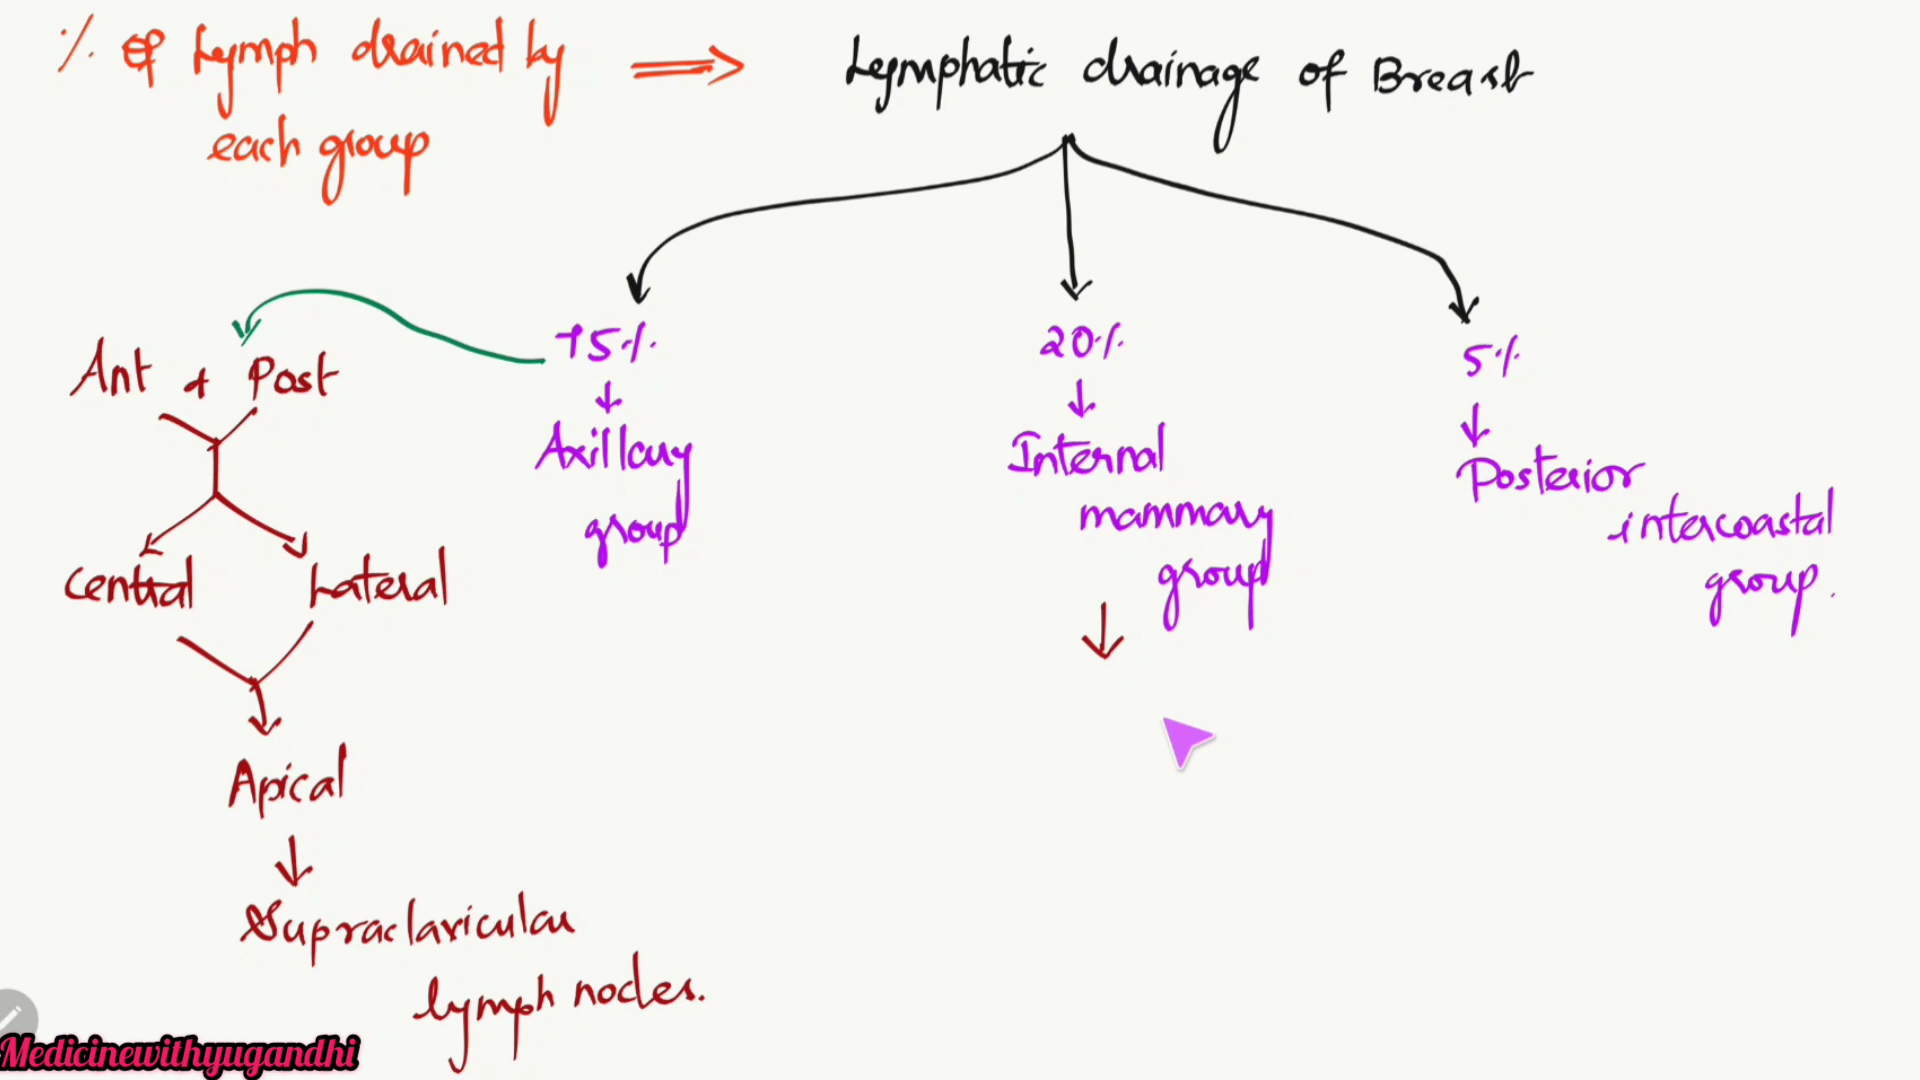 % of Lymph drained by
each group
Lymphatic drainage of Breast
75%
Axillary
group
20%
Internal
mammary
group
5%
Posterior
intercoastal
group.
Ant + Post
Central
Lateral
Apical
Supraclavicular
lymph nodes.
Medicinewithyugandhi